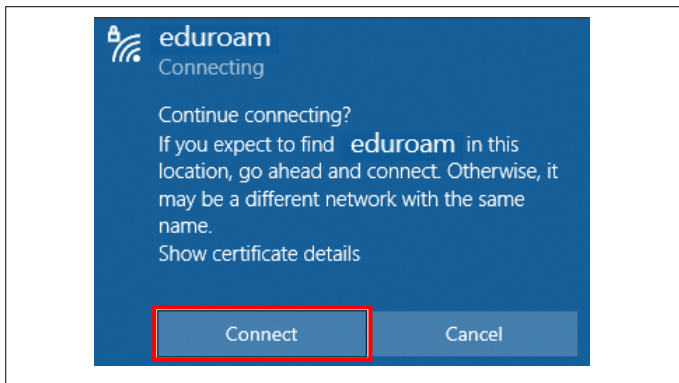 eduroam
Connecting
Continue connecting?
If you expect to find eduroam in this
location, go ahead and connect. Otherwise, it
may be a different network with the same
name.
Show certificate details
Connect Cancel